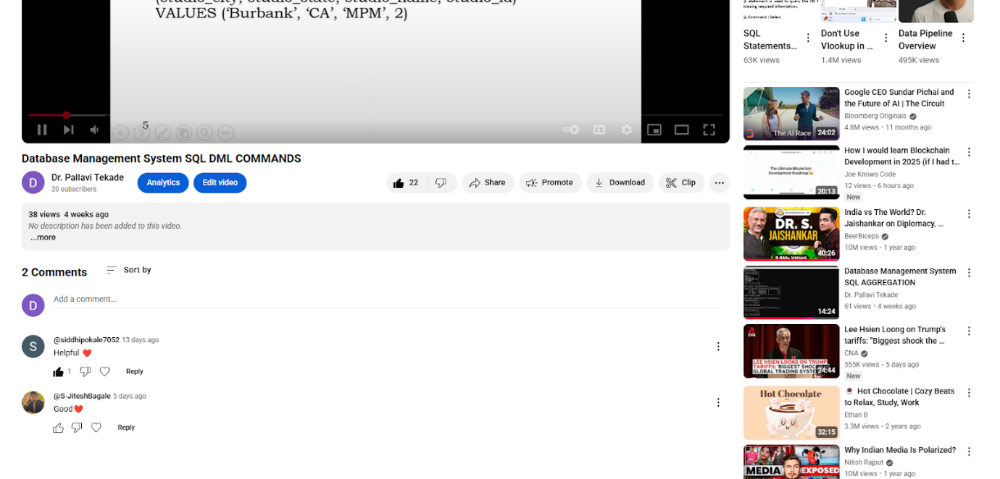 VALUES (‘Burbank’, ‘CA’, ‘MPM’, 2)
5
CC
Database Management System SQL DML COMMANDS
D
Dr. Pallavi Tekade
20 subscribers
Analytics
Edit video
22
Share
Promote
Download
Clip
38 views 4 weeks ago
No description has been added to this video.
...more
2 Comments
Sort by
D
Add a comment...
S
@siddhipokale7052 13 days ago
Helpful ❤️
1
Reply
@S-JiteshBagale 5 days ago
Good❤️
Reply
3. Command : Select
SQL
Statements...
63K views
Don't Use
Vlookup in ...
1.4M views
Data Pipeline
Overview
495K views
The AI Race
24:02
Google CEO Sundar Pichai and
the Future of AI | The Circuit
Bloomberg Originals
4.8M views • 11 months ago
The Ultimate Blockchain
Development Roadmap
20:13
How I would learn Blockchain
Development in 2025 (if I had t...
Joe Knows Code
12 views • 6 hours ago
New
DR. S.
JAISHANKAR
40:26
India vs The World? Dr.
Jaishankar on Diplomacy, ...
BeerBiceps
10M views • 1 year ago
14:24
Database Management System
SQL AGGREGATION
Dr. Pallavi Tekade
61 views • 4 weeks ago
cna
LEE HSIEN LOONG ON TRUMP
TARIFFS:
GLOBAL TRADING
24:44
Lee Hsien Loong on Trump's
tariffs: "Biggest shock the ...
CNA
555K views • 5 days ago
New
Hot Chocolate
32:15
☕ Hot Chocolate | Cozy Beats
to Relax, Study, Work
Ethan B
3.3M views • 2 years ago
MEDIA EXPOSED
Why Indian Media Is Polarized?
Nitish Rajput
10M views • 1 year ago